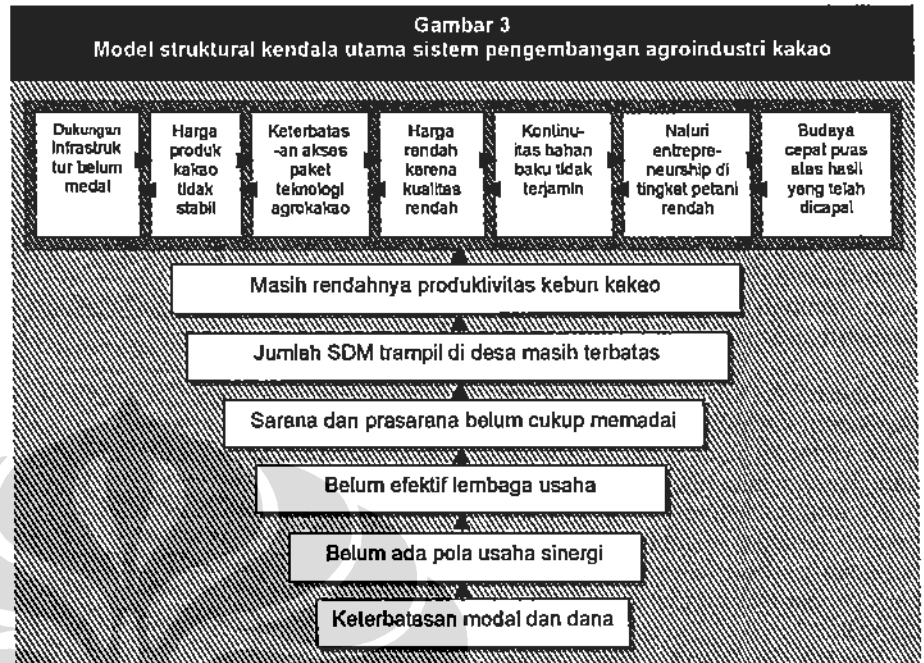 Gambar 3
Model struktural kendala utama sistem pengembangan agroindustri kakao
Dukungan
infrastruk
tur belum
medal
Harga
produk
kakao
tidak
stabil
Keterbatas
-an akses
paket
teknologi
agrokakao
Harga
rendah
karena
kualitas
rendah
Kontinu-
itas bahan
baku tidak
terjamin
Naluri
entrepre-
neurship di
tingket petani
rendah
Budaya
cepat puas
atas hasil
yang telah
dicapai
Masih rendahnya produktivitas kebun kakao
Jumlah SDM trampil di desa masih terbatas
Sarana dan prasarana belum cukup memadai
Belum efektif lembaga usaha
Belum ada pola usaha sinergi
Keterbatasan modal dan dana